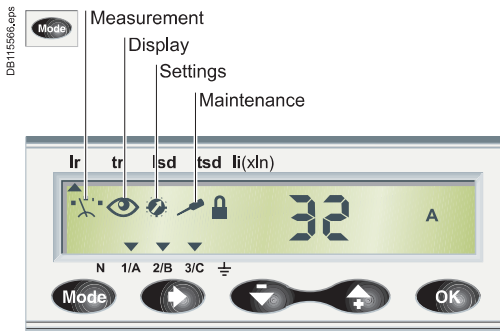 DB115566.eps
Mode
Measurement
Display
Settings
Maintenance
Ir tr Isd tsd Ii(xIn)
32 A
N 1/A 2/B 3/C
Mode OK